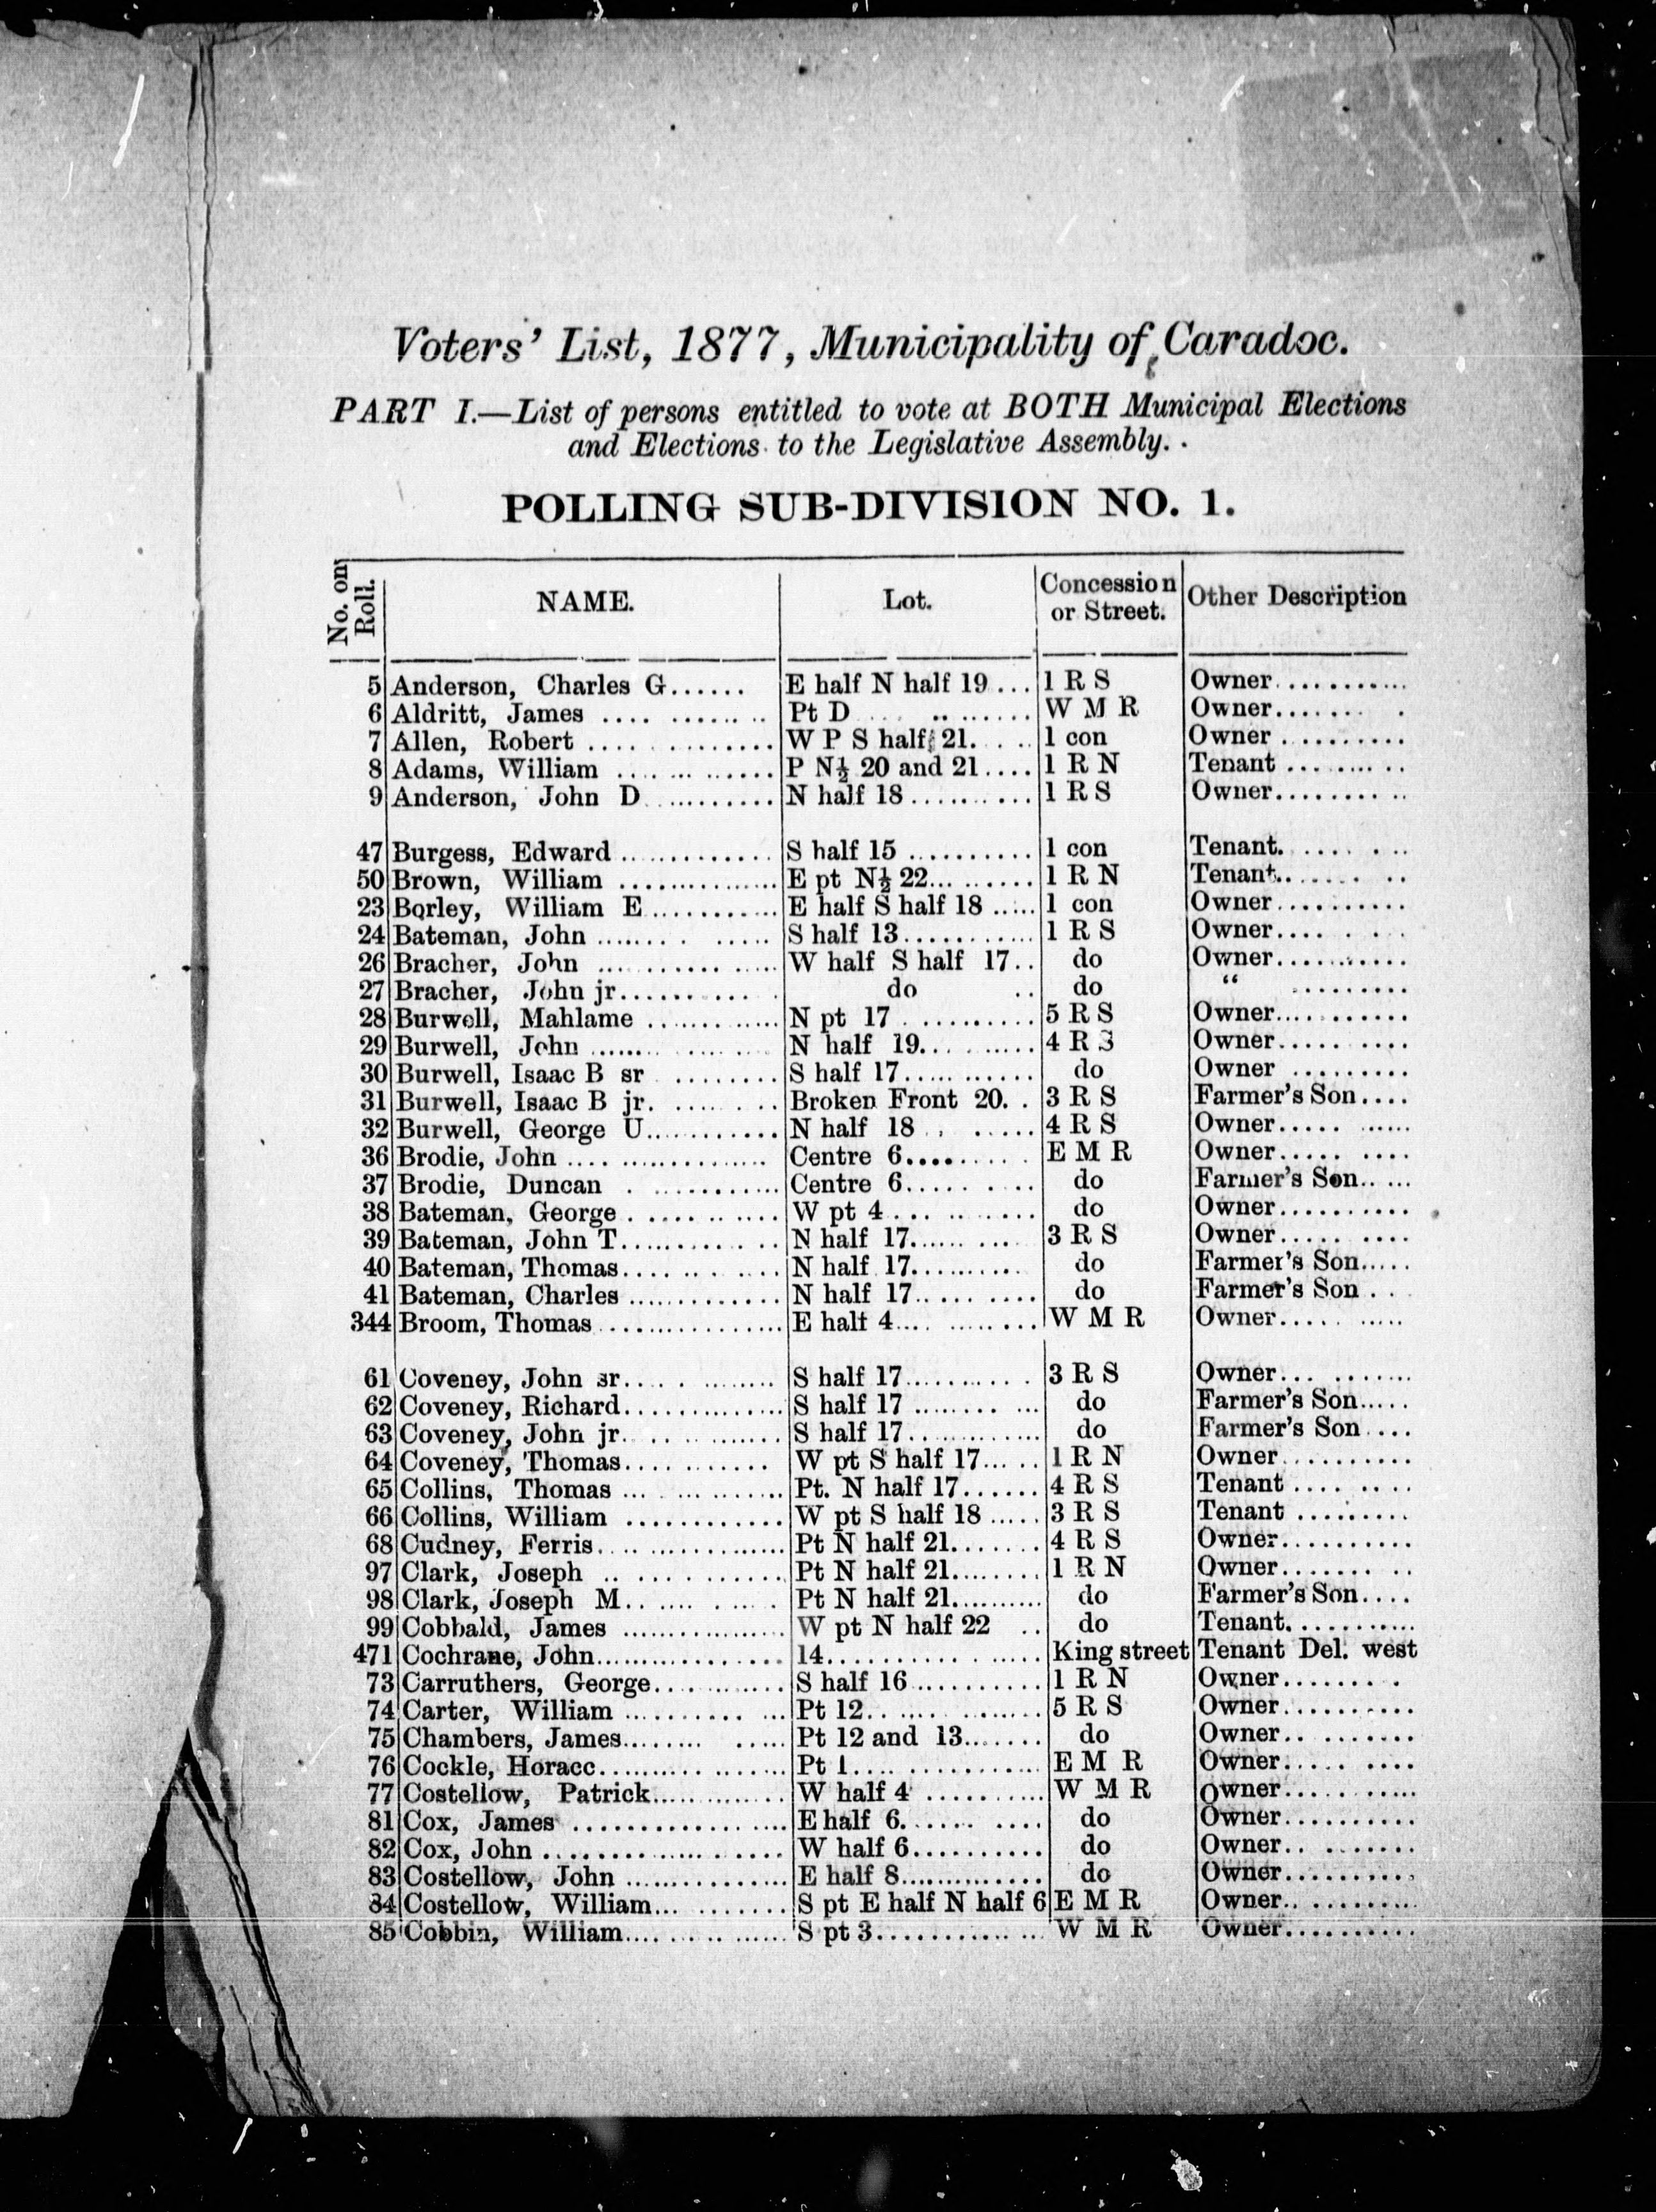 Voters' List, 1877, Municipality of Caradoc.
PART I.—List of persons entitled to vote at BOTH Municipal Elections
and Elections to the Legislative Assembly.
POLLING SUB-DIVISION NO. 1.
No. on Roll. NAME. Lot. Concession or Street. Other Description
5 Anderson, Charles G...... E half N half 19... 1 R S Owner...........
6 Aldritt, James .... ......... Pt D .... ........ W M R Owner.......
7 Allen, Robert .... ........... W P S half 21.... 1 con Owner .........
8 Adams, William .... ......... P N½ 20 and 21.... 1 R N Tenant ........
9 Anderson, John D........... N half 18.......... 1 R S Owner..........
47 Burgess, Edward ............. S half 15 .......... 1 con Tenant.........
50 Brown, William .............. E pt N½ 22......... 1 R N Tenant.........
23 Borley, William E........... E half S half 18 ..... 1 con Owner..........
24 Bateman, John ....... ..... S half 13........... 1 R S Owner........
26 Bracher, John .............. W half S half 17.. do Owner..........
27 Bracher, John jr............ do .. do “ .........
28 Burwell, Mahlame ........... N pt 17 .......... 5 R S Owner...........
29 Burwell, John ............ N half 19......... 4 R S Owner..........
30 Burwell, Isaac B sr ......... S half 17........... do Owner .........
31 Burwell, Isaac B jr. ........ Broken Front 20. . 3 R S Farmer's Son....
32 Burwell, George U........... N half 18 ....... 4 R S Owner..........
36 Brodie, John .... .............. Centre 6......... E M R Owner.........
37 Brodie, Duncan ............ Centre 6......... do Farmer's Son.....
38 Bateman, George ........... W pt 4........... do Owner..........
39 Bateman, John T........... N half 17......... 3 R S Owner.........
40 Bateman, Thomas........... N half 17.......... do Farmer's Son.....
41 Bateman, Charles ............. N half 17......... do Farmer's Son ...
344 Broom, Thomas................ E halt 4........... W M R Owner..........
61 Coveney, John sr........... S half 17.......... 3 R S Owner..........
62 Coveney, Richard.............. S half 17 ........... do Farmer's Son.....
63 Coveney, John jr............ S half 17........... do Farmer's Son....
64 Coveney, Thomas........... W pt S half 17..... 1 R N Owner..........
65 Collins, Thomas ............. Pt. N half 17...... 4 R S Tenant ........
66 Collins, William ............. W pt S half 18 ..... 3 R S Tenant .........
68 Cudney, Ferris............... Pt N half 21....... 4 R S Owner..........
97 Clark, Joseph ............. Pt N half 21........ 1 R N Owner.........
98 Clark, Joseph M........... Pt N half 21.......... do Farmer's Son....
99 Cobbald, James ............... W pt N half 22 .. do Tenant...........
471 Cochrane, John................ 14................ King street Tenant Del. west
73 Carruthers, George........... S half 16........... 1 R N Owner........
74 Carter, William ............. Pt 12............ 5 R S Owner..........
75 Chambers, James............. Pt 12 and 13....... do Owner.........
76 Cockle, Horace............... Pt 1............... E M R Owner.........
77 Costellow, Patrick............ W half 4 .......... W M R Owner..........
81 Cox, James ................. E half 6.......... do Owner..........
82 Cox, John ................... W half 6.......... do Owner.........
83 Costellow, John .............. E half 8............. do Owner..........
84 Costellow, William........... S pt E half N half 6 E M R Owner..........
85 Cobbin, William............... S pt 3............. W M R Owner..........